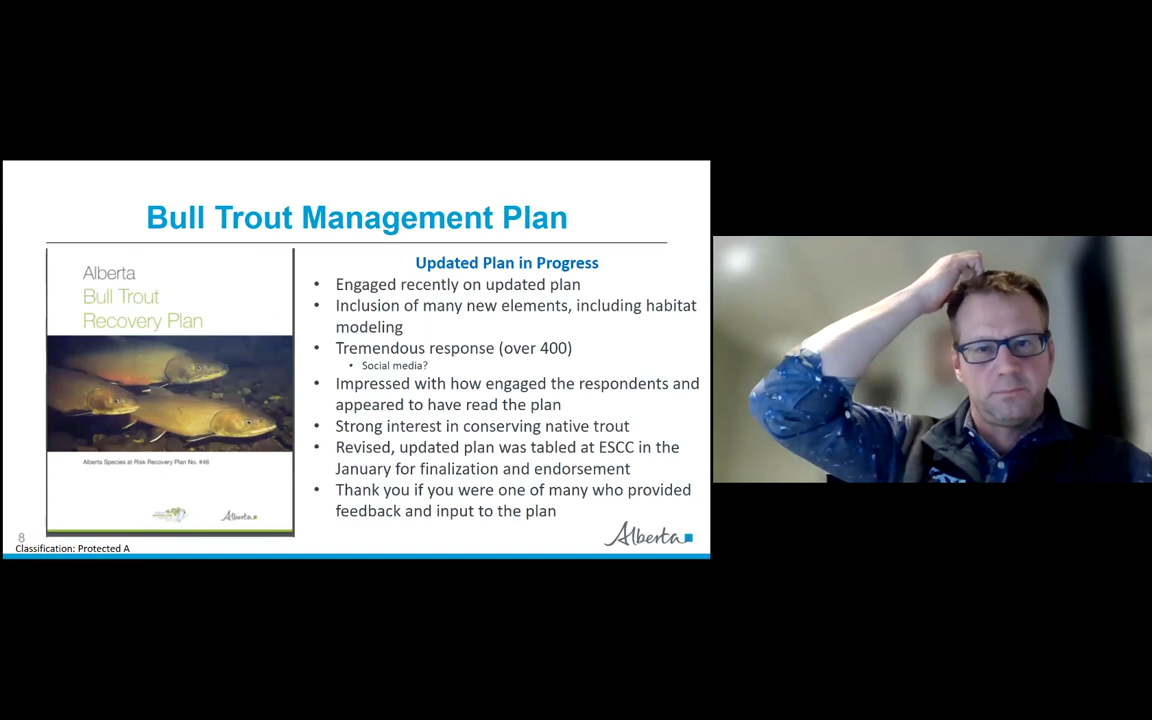 Bull Trout Management Plan
Alberta
Bull Trout
Recovery Plan
Alberta Species at Risk Recovery Plan No. #46
Alberta
Updated Plan in Progress
• Engaged recently on updated plan
• Inclusion of many new elements, including habitat
modeling
• Tremendous response (over 400)
• Social media?
• Impressed with how engaged the respondents and
appeared to have read the plan
• Strong interest in conserving native trout
• Revised, updated plan was tabled at ESCC in the
January for finalization and endorsement
• Thank you if you were one of many who provided
feedback and input to the plan
8
Classification: Protected A
Alberta